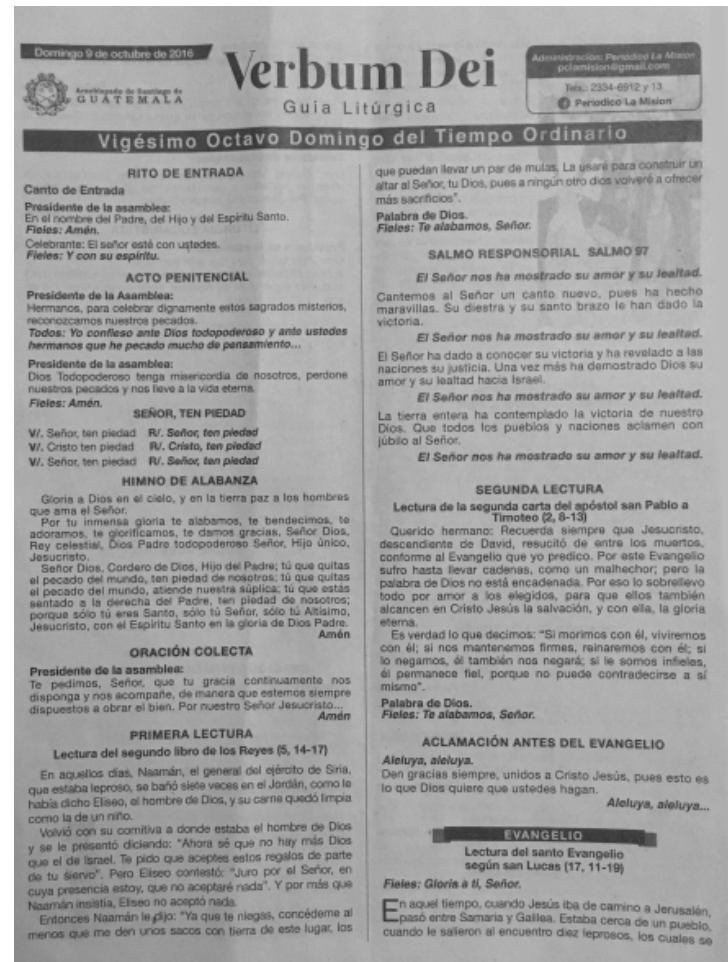 Domingo 9 de octubre de 2016
Arzobispado de Santiago de
GUATEMALA
Verbum Dei
Guia Litúrgica
Administración: Periódico La Mision
pclamision@gmail.com
Tels.: 2334-6912 y 13
Periodico La Mision
Vigésimo Octavo Domingo del Tiempo Ordinario
RITO DE ENTRADA
Canto de Entrada
Presidente de la asamblea:
En el nombre del Padre, del Hijo y del Espíritu Santo.
Fieles: Amén.
Celebrante: El señor esté con ustedes.
Fieles: Y con su espíritu.
ACTO PENITENCIAL
Presidente de la Asamblea:
Hermanos, para celebrar dignamente estos sagrados misterios,
reconozcamos nuestros pecados.
Todos: Yo confieso ante Dios todopoderoso y ante ustedes
hermanos que he pecado mucho de pensamiento...
Presidente de la asamblea:
Dios Todopoderoso tenga misericordia de nosotros, perdone
nuestros pecados y nos lleve a la vida eterna.
Fieles: Amén.
SEÑOR, TEN PIEDAD
V/. Señor, ten piedad R/. Señor, ten piedad
V/. Cristo ten piedad R/. Cristo, ten piedad
V/. Señor, ten piedad R/. Señor, ten piedad
HIMNO DE ALABANZA
Gloria a Dios en el cielo, y en la tierra paz a los hombres
que ama el Señor.
Por tu inmensa gloria te alabamos, te bendecimos, te
adoramos, te glorificamos, te damos gracias, Señor Dios,
Rey celestial, Dios Padre todopoderoso Señor, Hijo único,
Jesucristo.
Señor Dios, Cordero de Dios, Hijo del Padre; tú que quitas
el pecado del mundo, ten piedad de nosotros; tú que quitas
el pecado del mundo, atiende nuestra súplica; tú que estás
sentado a la derecha del Padre, ten piedad de nosotros;
porque sólo tú eres Santo, sólo tú Señor, sólo tú Altísimo,
Jesucristo, con el Espíritu Santo en la gloria de Dios Padre.
Amén
ORACIÓN COLECTA
Presidente de la asamblea:
Te pedimos, Señor, que tu gracia continuamente nos
disponga y nos acompañe, de manera que estemos siempre
dispuestos a obrar el bien. Por nuestro Señor Jesucristo...
Amén
PRIMERA LECTURA
Lectura del segundo libro de los Reyes (5, 14-17)
En aquellos días, Naamán, el general del ejército de Siria,
que estaba leproso, se bañó siete veces en el Jordán, como le
había dicho Eliseo, el hombre de Dios, y su carne quedó limpia
como la de un niño.
Volvió con su comitiva a donde estaba el hombre de Dios
y se le presentó diciendo: "Ahora sé que no hay más Dios
que el de Israel. Te pido que aceptes estos regalos de parte
de tu siervo". Pero Eliseo contestó: "Juro por el Señor, en
cuya presencia estoy, que no aceptaré nada". Y por más que
Naamán insistía, Eliseo no aceptó nada.
Entonces Naamán le dijo: "Ya que te niegas, concédeme al
menos que me den unos sacos con tierra de este lugar, los
que puedan llevar un par de mulas. La usaré para construir un
altar al Señor, tu Dios, pues a ningún otro dios volveré a ofrecer
más sacrificios".
Palabra de Dios.
Fieles: Te alabamos, Señor.
SALMO RESPONSORIAL SALMO 97
El Señor nos ha mostrado su amor y su lealtad.
Cantemos al Señor un canto nuevo, pues ha hecho
maravillas. Su diestra y su santo brazo le han dado la
victoria.
El Señor nos ha mostrado su amor y su lealtad.
El Señor ha dado a conocer su victoria y ha revelado a las
naciones su justicia. Una vez más ha demostrado Dios su
amor y su lealtad hacia Israel.
El Señor nos ha mostrado su amor y su lealtad.
La tierra entera ha contemplado la victoria de nuestro
Dios. Que todos los pueblos y naciones aclamen con
júbilo al Señor.
El Señor nos ha mostrado su amor y su lealtad.
SEGUNDA LECTURA
Lectura de la segunda carta del apóstol san Pablo a
Timoteo (2, 8-13)
Querido hermano: Recuerda siempre que Jesucristo,
descendiente de David, resucitó de entre los muertos,
conforme al Evangelio que yo predico. Por este Evangelio
sufro hasta llevar cadenas, como un malhechor; pero la
palabra de Dios no está encadenada. Por eso lo sobrellevo
todo por amor a los elegidos, para que ellos también
alcancen en Cristo Jesús la salvación, y con ella, la gloria
eterna.
Es verdad lo que decimos: "Si morimos con él, viviremos
con él; si nos mantenemos firmes, reinaremos con él; si
lo negamos, él también nos negará; si le somos infieles,
él permanece fiel, porque no puede contradecirse a sí
mismo".
Palabra de Dios.
Fieles: Te alabamos, Señor.
ACLAMACIÓN ANTES DEL EVANGELIO
Aleluya, aleluya.
Den gracias siempre, unidos a Cristo Jesús, pues esto es
lo que Dios quiere que ustedes hagan.
Aleluya, aleluya...
EVANGELIO
Lectura del santo Evangelio
según san Lucas (17, 11-19)
Fieles: Gloria a ti, Señor.
En aquel tiempo, cuando Jesús iba de camino a Jerusalén,
pasó entre Samaria y Galilea. Estaba cerca de un pueblo,
cuando le salieron al encuentro diez leprosos, los cuales se